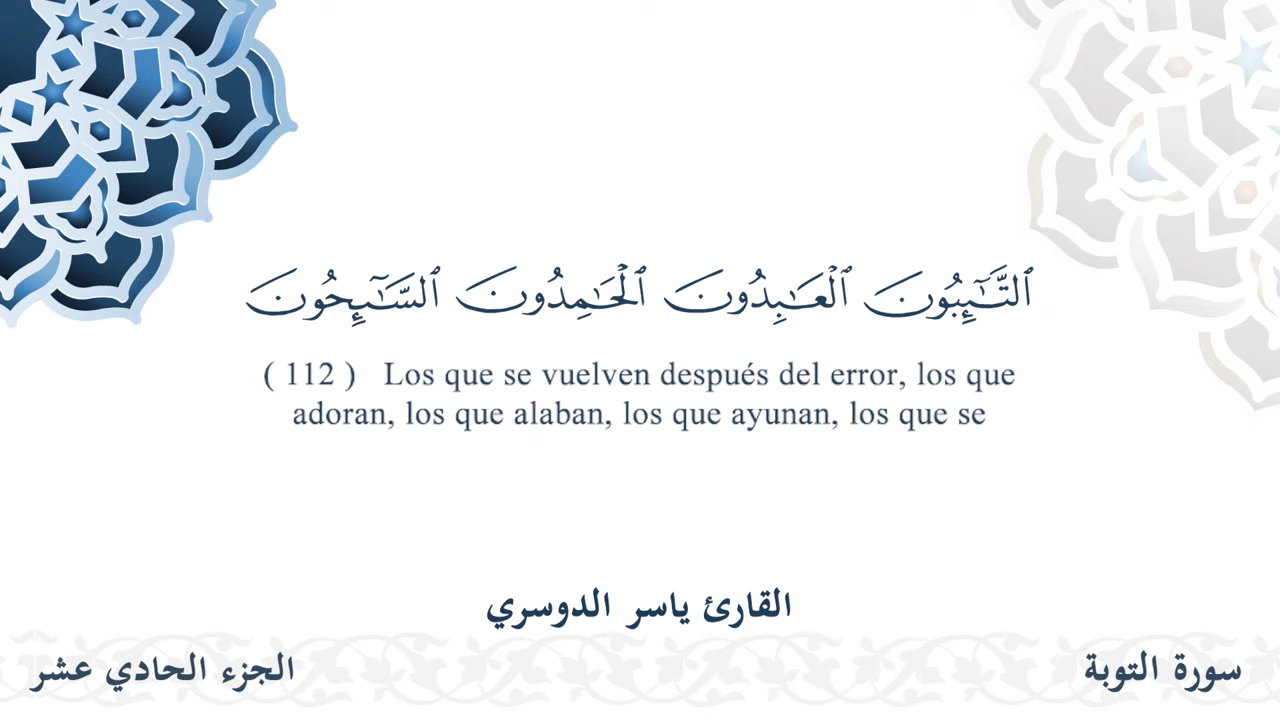 ٱلتَّـٰٓئِبُونَ ٱلْعَـٰبِدُونَ ٱلْحَـٰمِدُونَ ٱلسَّـٰٓئِحُونَ
( 112 ) Los que se vuelven después del error, los que
adoran, los que alaban, los que ayunan, los que se
القارئ ياسر الدوسري
سورة التوبة
الجزء الحادي عشر